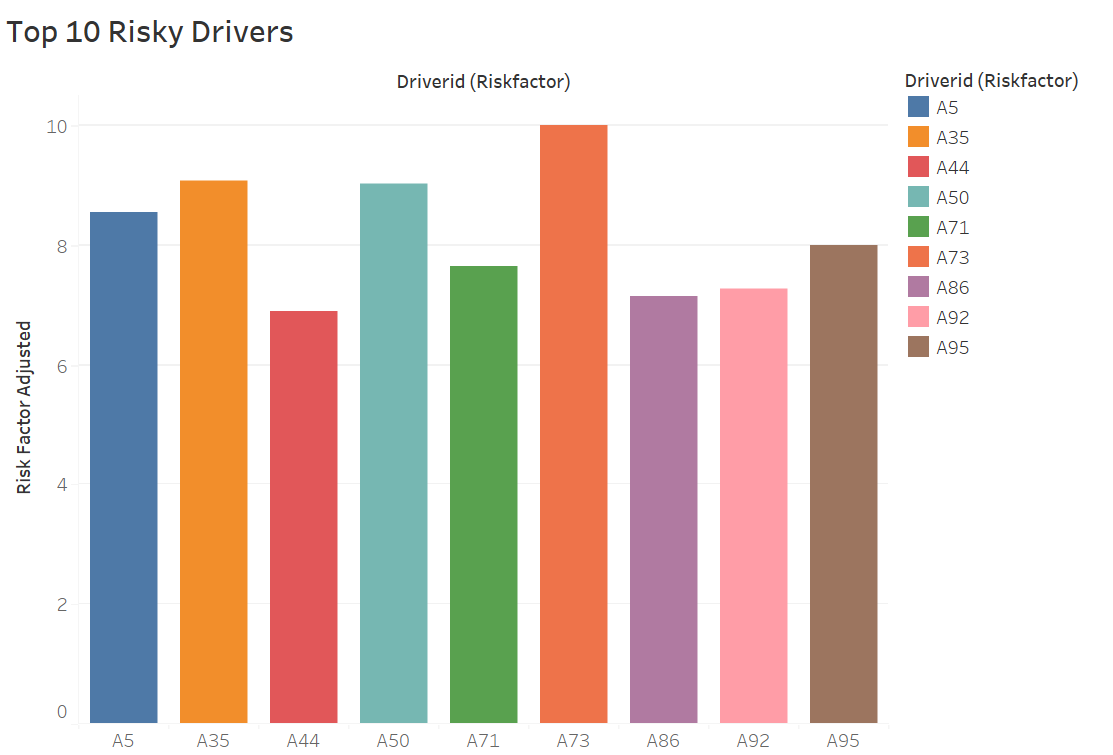 Top 10 Risky Drivers
Driverid (Riskfactor)
Driverid (Riskfactor)
A5
A35
A44
A50
A71
A73
A86
A92
A95
Risk Factor Adjusted
10
8
6
4
2
0
A5 A35 A44 A50 A71 A73 A86 A92 A95